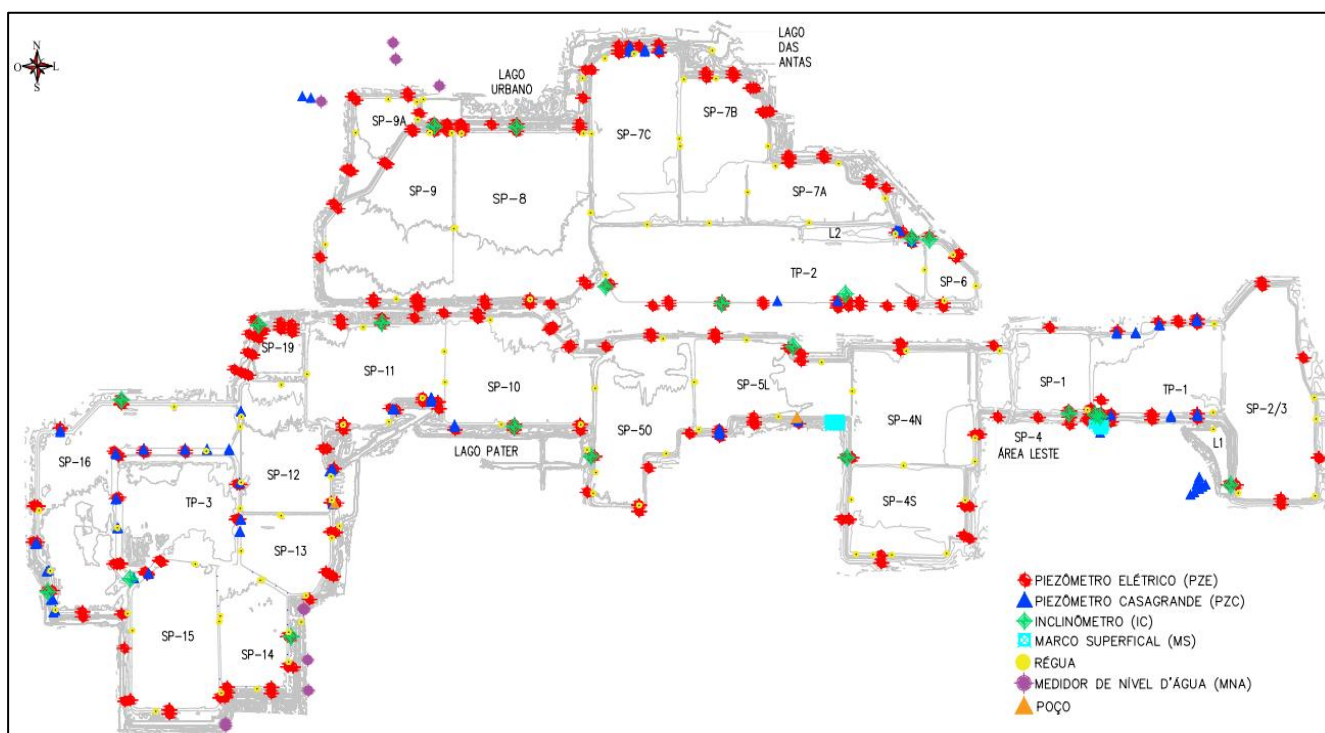 N
O L
S
LAGO
DAS
ANTAS
LAGO
URBANO
SP-9A
SP-7C
SP-7B
SP-9
SP-8
SP-7A
L2
TP-2
SP-6
SP-19
SP-11
SP-10
SP-5O
SP-5L
SP-4N
SP-1
TP-1
SP-2/3
SP-4
ÁREA LESTE
L1
LAGO PATER
SP-16
SP-12
TP-3
SP-4S
SP-13
SP-15
SP-14
PIEZÔMETRO ELÉTRICO (PZE)
PIEZÔMETRO CASAGRANDE (PZC)
INCLINÔMETRO (IC)
MARCO SUPERFICAL (MS)
RÉGUA
MEDIDOR DE NÍVEL D'ÁGUA (MNA)
POÇO